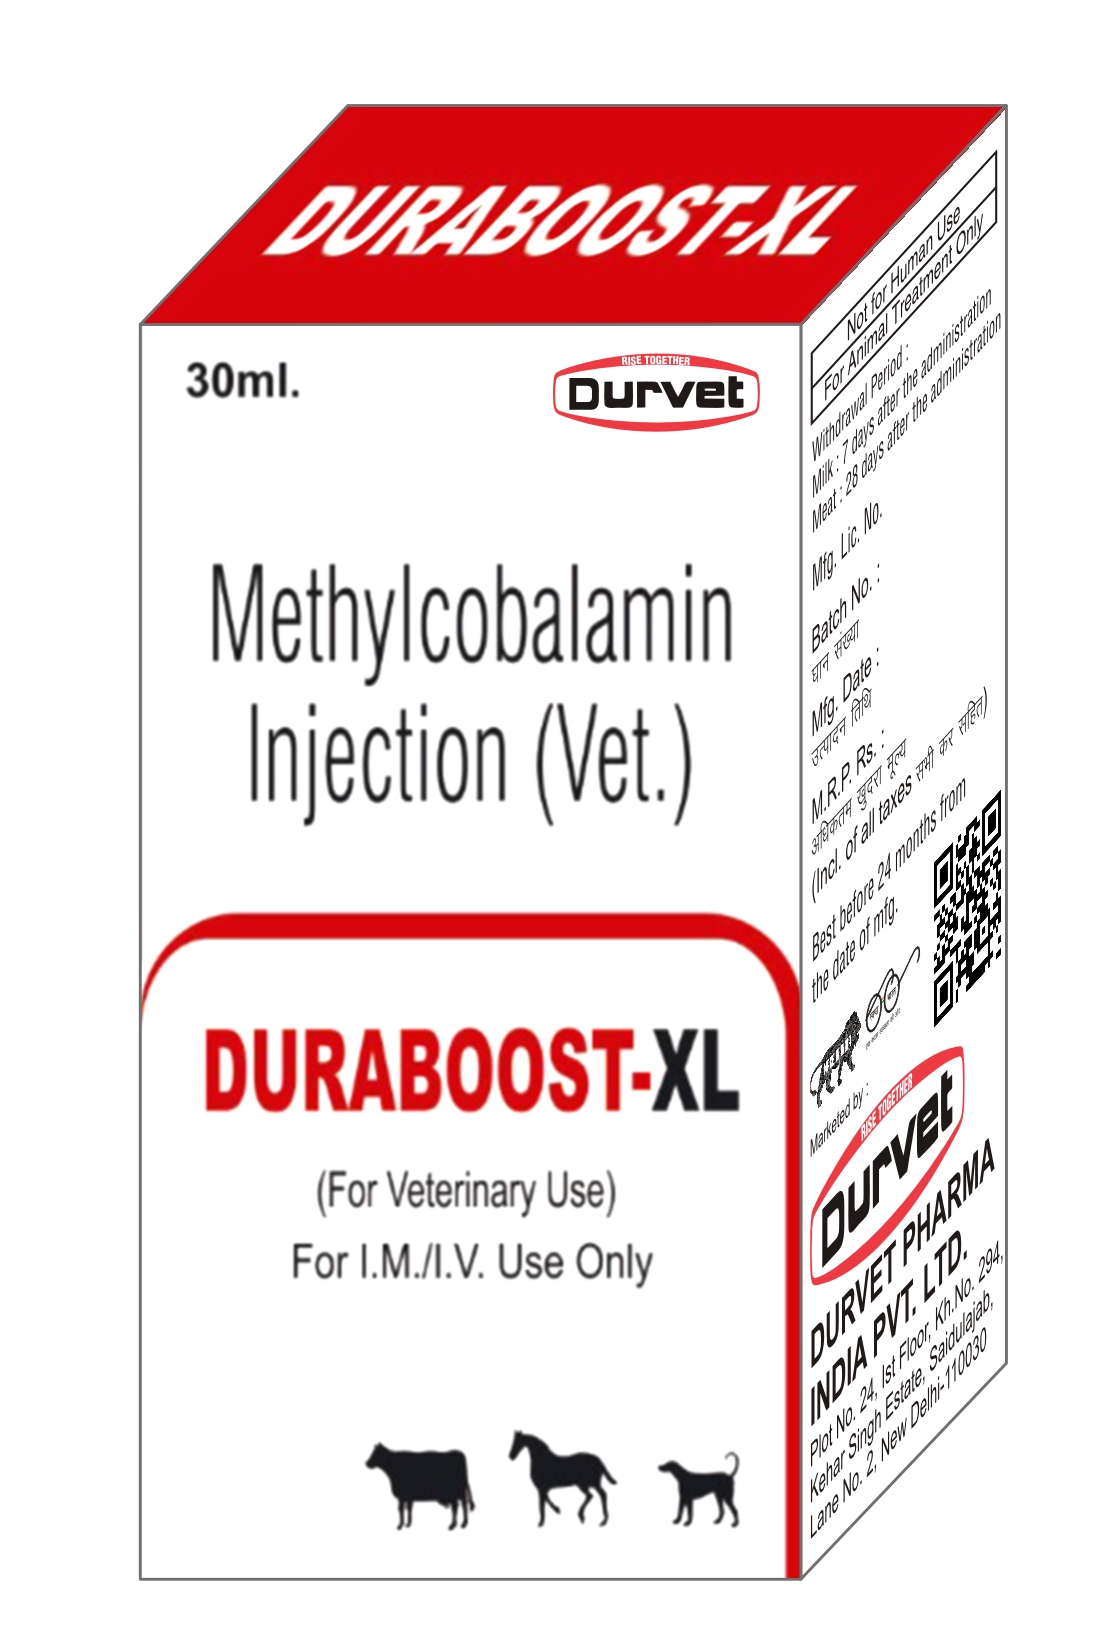 DURABOOST-XL
30ml.
RISE TOGETHER
Durvet
Methylcobalamin
Injection (Vet.)
DURABOOST-XL
(For Veterinary Use)
For I.M./I.V. Use Only
Not for Human Use
For Animal Treatment Only
Withdrawal Period :
Milk : 7 days after the administration
Meat : 28 days after the administration
Mfg. Lic. No.
Batch No. :
घान संख्या
Mfg. Date :
उत्पादन तिथि
M.R.P. Rs. :
अधिकतम खुदरा मूल्य
(Incl. of all taxes सभी कर सहित)
Best before 24 months from
the date of mfg.
Marketed by :
RISE TOGETHER
Durvet
DURVET PHARMA
INDIA PVT. LTD.
Plot No. 24, Ist Floor, Kh.No. 294,
Kehar Singh Estate, Saidulajab,
Lane No. 2, New Delhi-110030